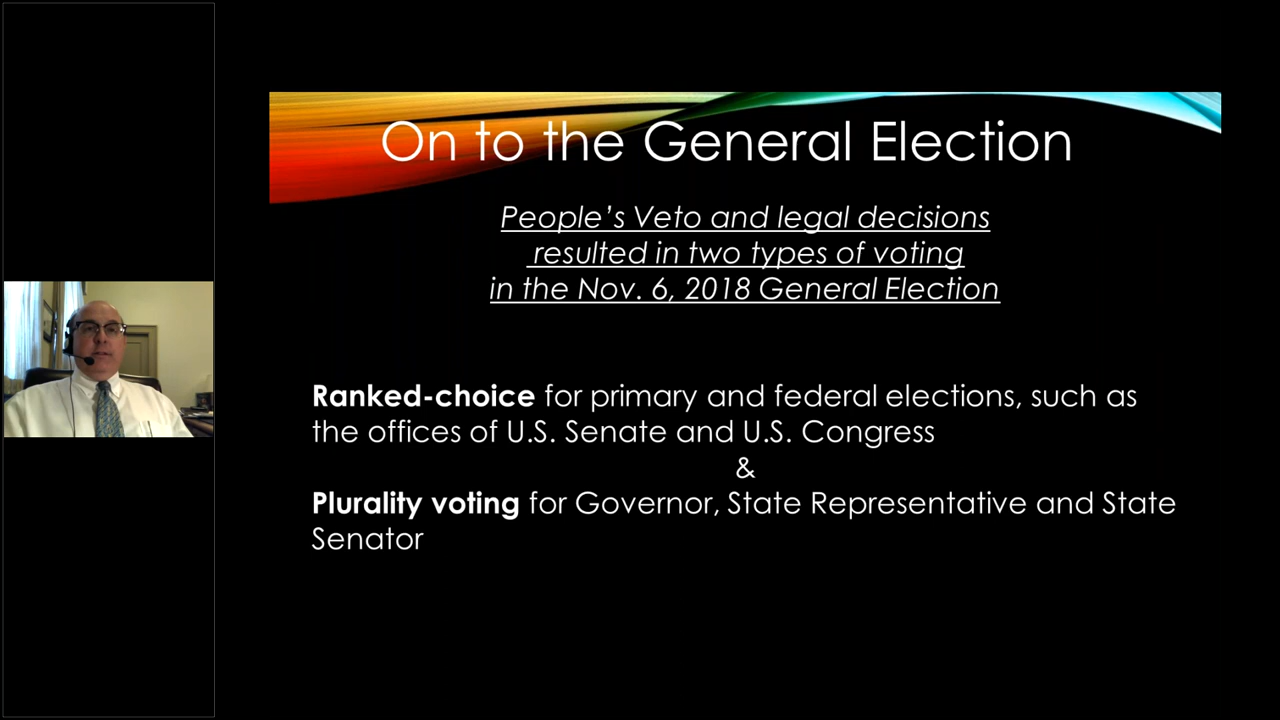 On to the General Election
People’s Veto and legal decisions
resulted in two types of voting
in the Nov. 6, 2018 General Election
Ranked-choice for primary and federal elections, such as
the offices of U.S. Senate and U.S. Congress
&
Plurality voting for Governor, State Representative and State
Senator